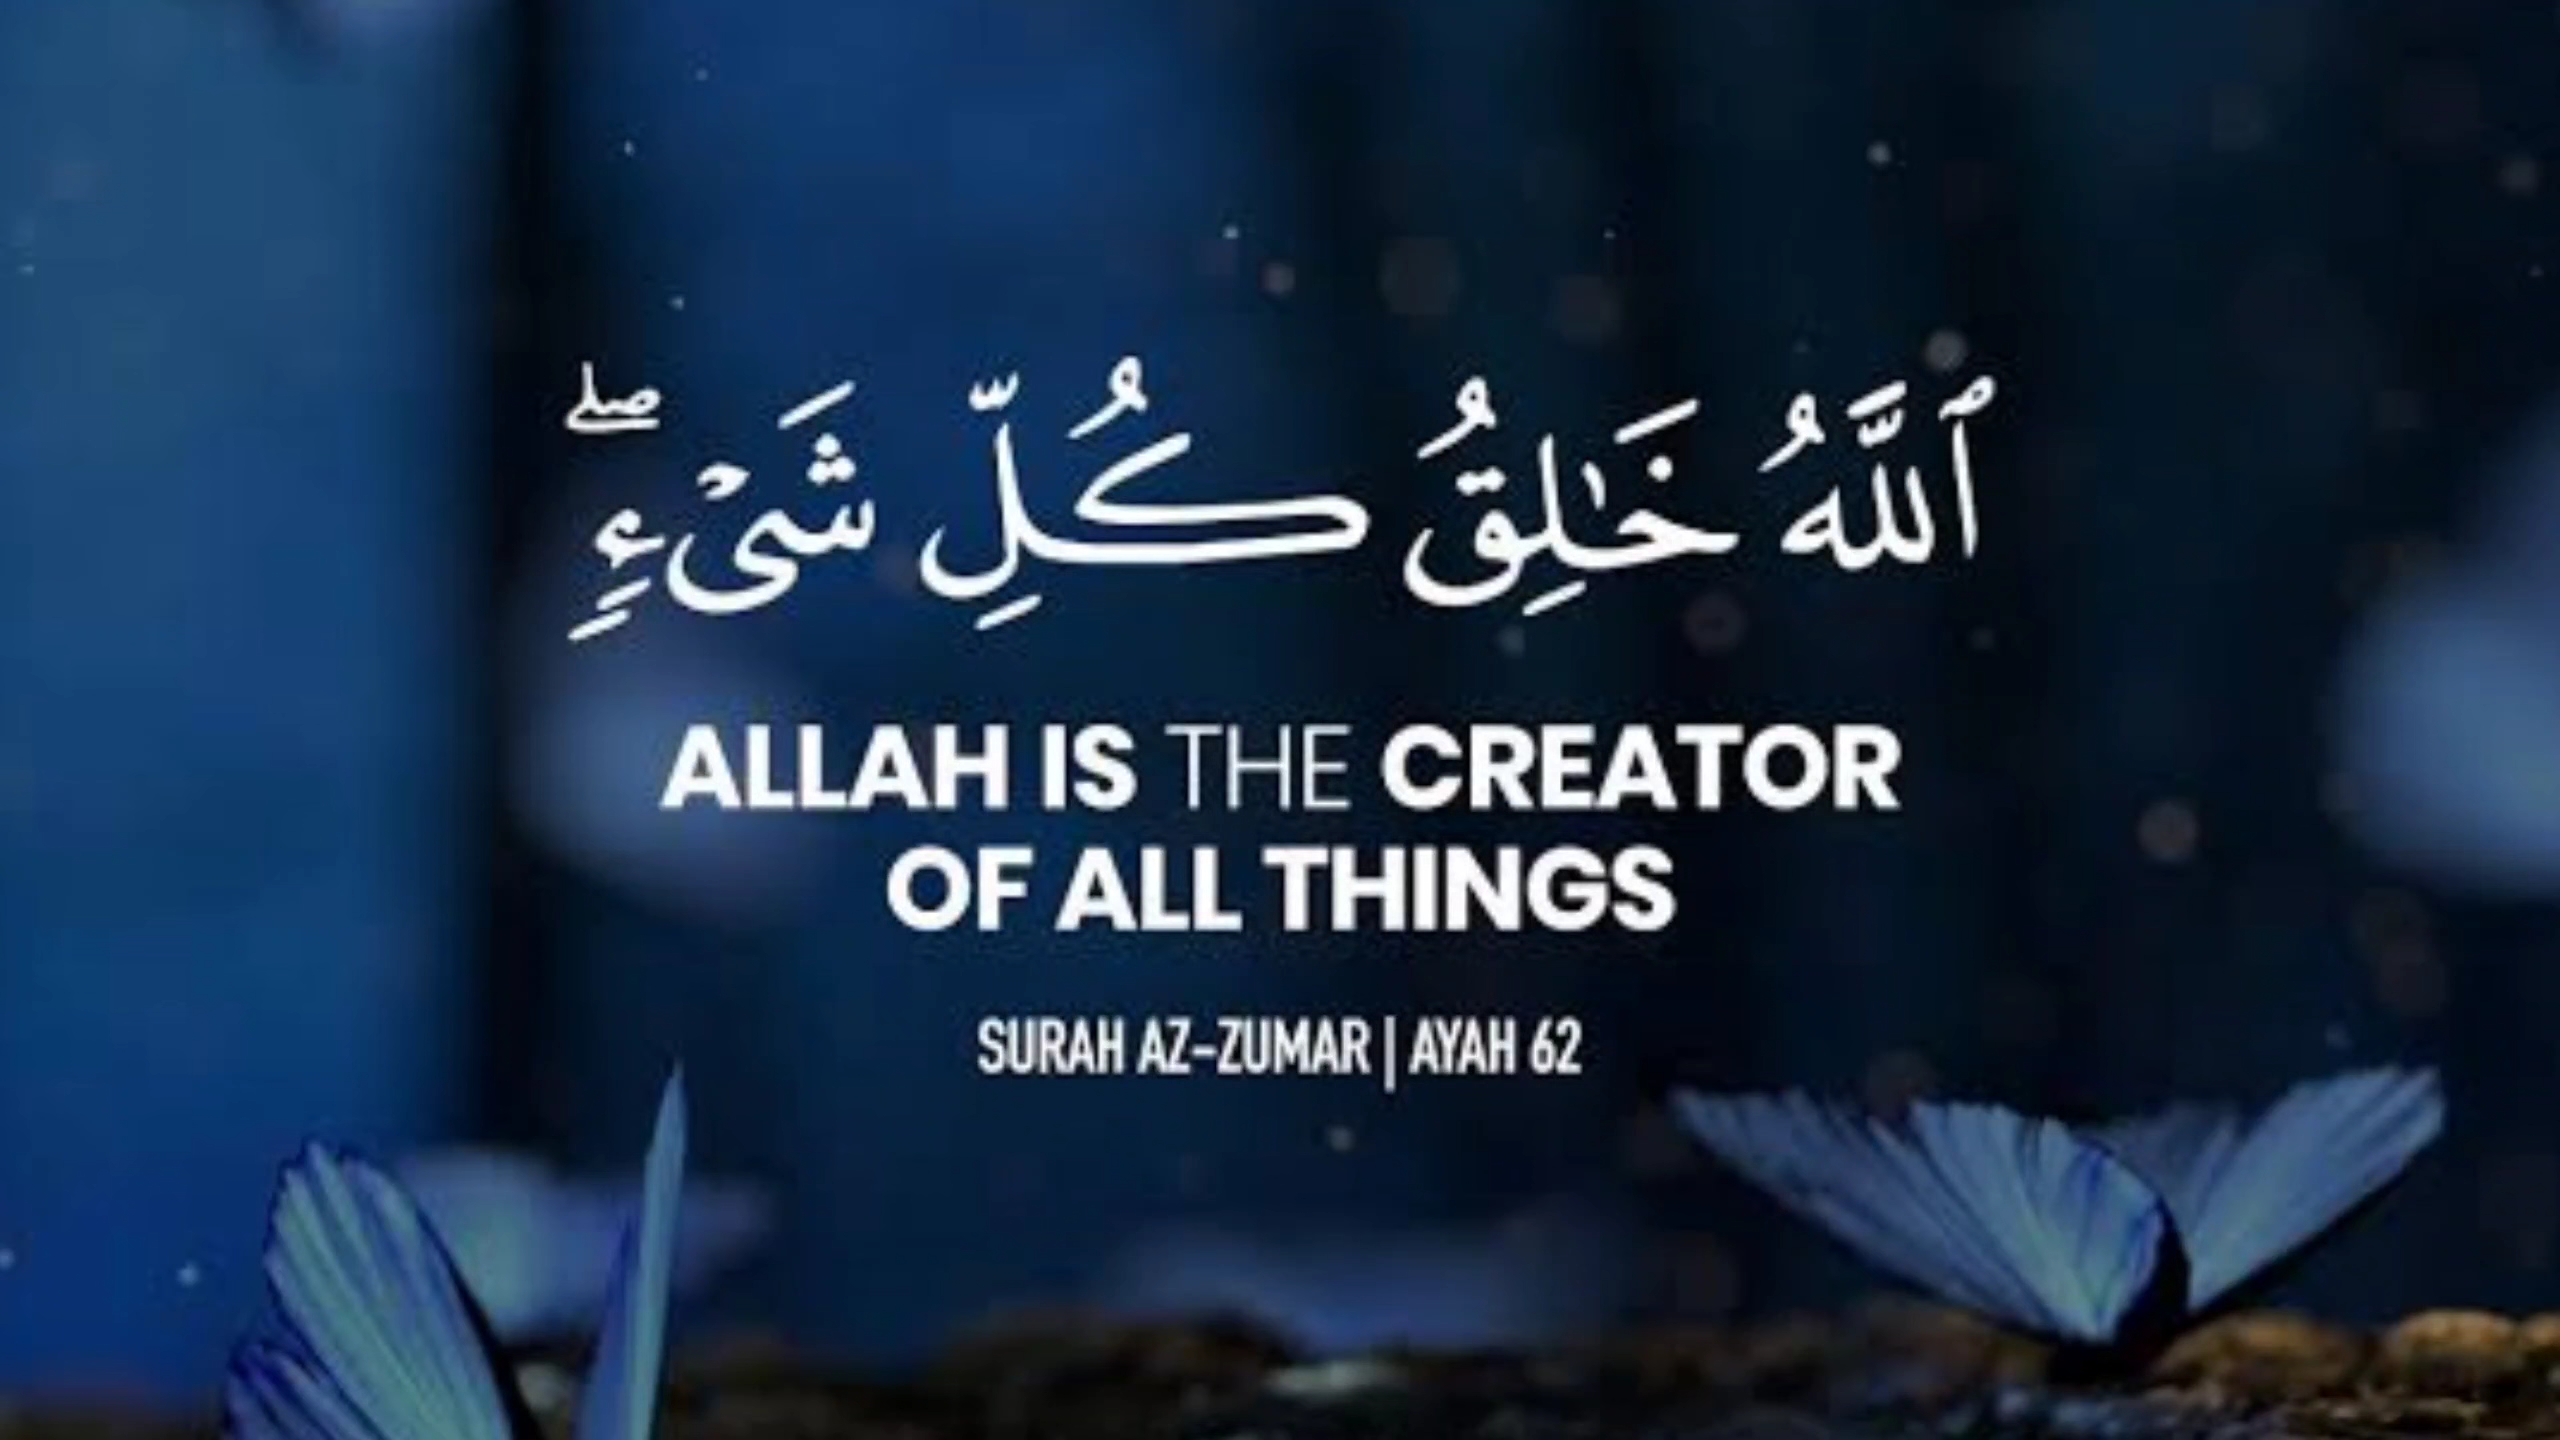 ٱللَّهُ خَـٰلِقُ كُلِّ شَىْءٍۢ ۖ
ALLAH IS THE CREATOR
OF ALL THINGS
SURAH AZ-ZUMAR | AYAH 62